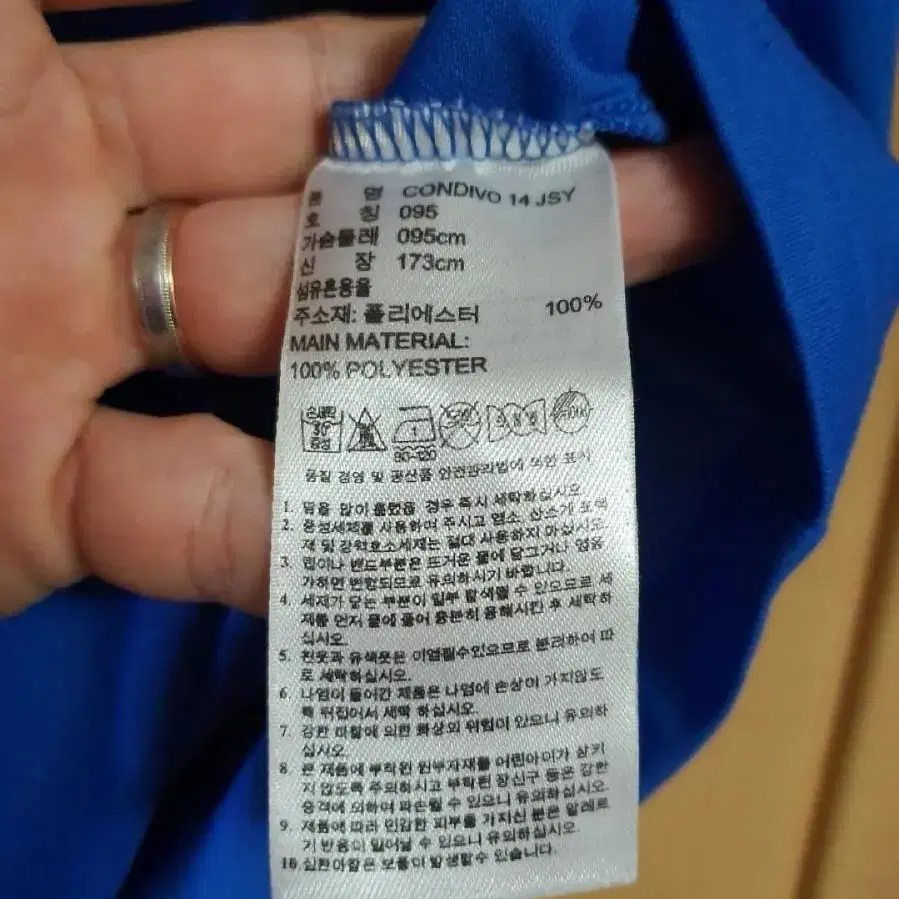 품 명 CONDIVO 14 JSY
호 칭 095
가슴둘레 095cm
신 장 173cm
섬유혼용율
주소재: 폴리에스터 100%
MAIN MATERIAL:
100% POLYESTER
손세탁
30°
중성
1
80~120
품질 경영 및 공산품 안전관리법에 의한 표시
1. 땀을 많이 흘렸을 경우 즉시 세탁하십시오.
2. 중성세제를 사용하여 주시고 염소, 산소계 표백
제 및 강력효소세제는 절대 사용하지 마십시오.
3. 립이나 밴드부분은 뜨거운 물에 담그거나 염송
가하면 변형되므로 유의하시기 바랍니다.
4. 세제가 닿는 부분이 일부 탈색될 수 있으므로 세
제를 먼저 물에 풀어 충분히 용해시킨 후 세탁하
십시오.
5. 흰옷과 유색옷은 이염될수있으므로 분리하여 따
로 세탁하십시오.
6. 나염이 들어간 제품은 나염에 손상이 가지않도
록 뒤집어서 세탁 하십시오.
7. 강한 마찰에 의한 화상의 위험이 있으니 유의하
십시오.
8. 본 제품에 부착된 원부자재를 어린아이가 삼키
지 않도록 주의하시고 부착된 장신구 등은 강한
충격에 의하여 파손될 수 있으니 유의하십시오.
9. 제품에 따라 민감한 피부를 가지신 분은 알레르
기 반응이 일어날 수 있으니 유의하십시오.
10. 심한마찰은 보풀이 발생할수 있습니다.